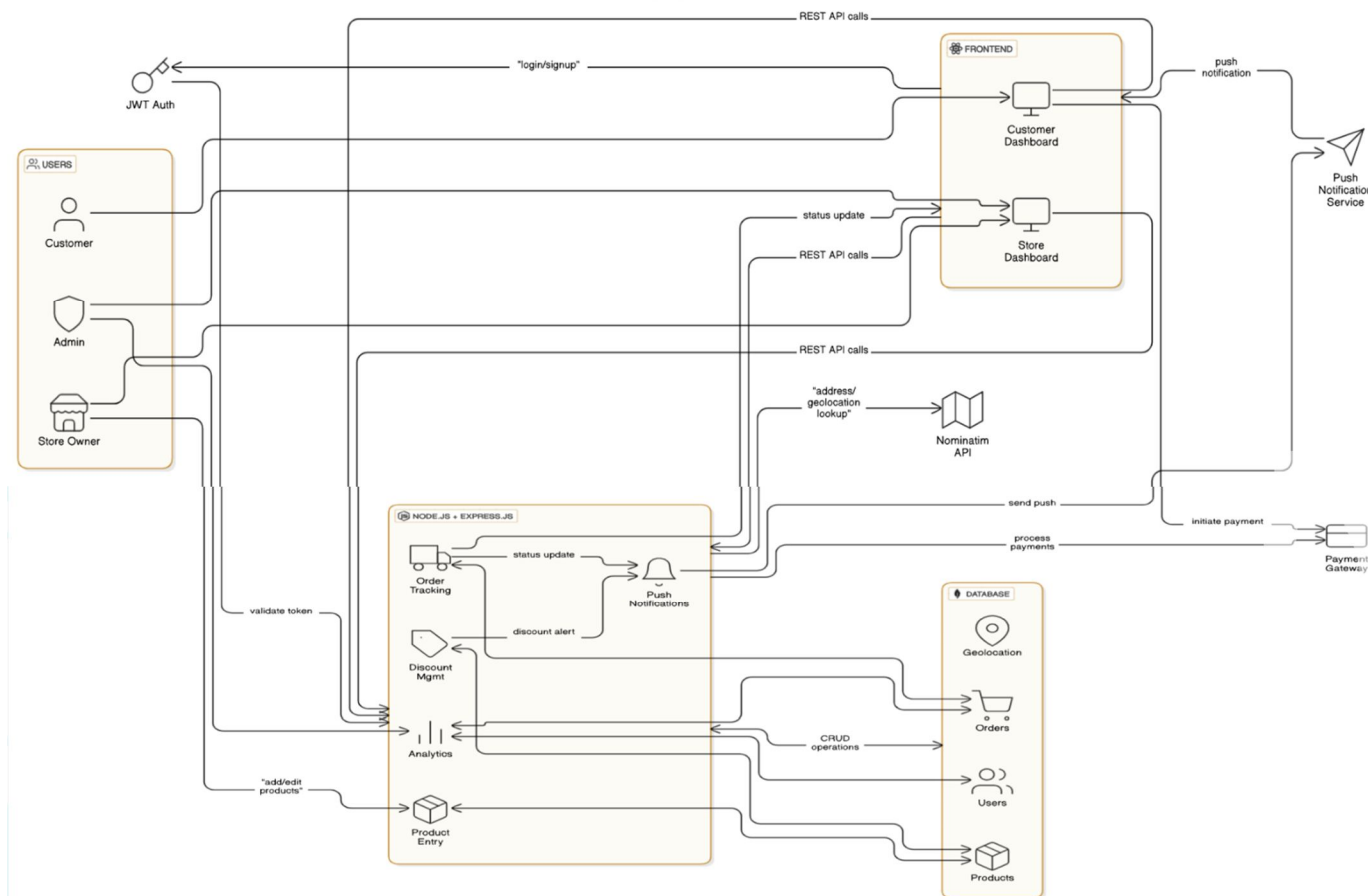 REST API calls
FRONTEND
"login/signup"
push
notification
JWT Auth
Customer
Dashboard
USERS
Push
Notification
Service
Customer
status update
Store
Dashboard
REST API calls
Admin
REST API calls
"address/
geolocation
lookup"
Store Owner
Nominatim
API
send push
NODE.JS + EXPRESS.JS
initiate payment
status update
process
payments
Order
Tracking
Push
Notifications
Payment
Gateway
DATABASE
validate token
discount alert
Geolocation
Discount
Mgmt
Orders
Analytics
CRUD
operations
"add/edit
products"
Users
Product
Entry
Products